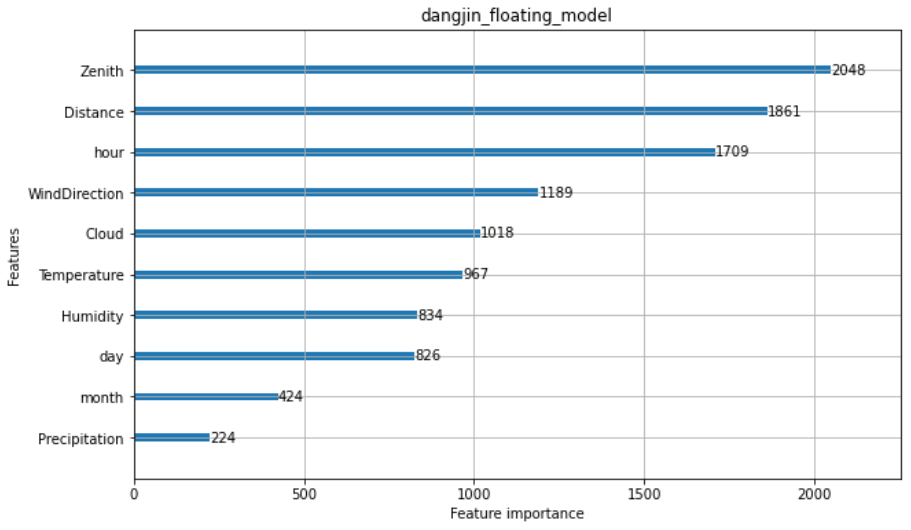 dangjin_floating_model
Features
Zenith 2048
Distance 1861
hour 1709
WindDirection 1189
Cloud 1018
Temperature 967
Humidity 834
day 826
month 424
Precipitation 224
0 500 1000 1500 2000
Feature importance